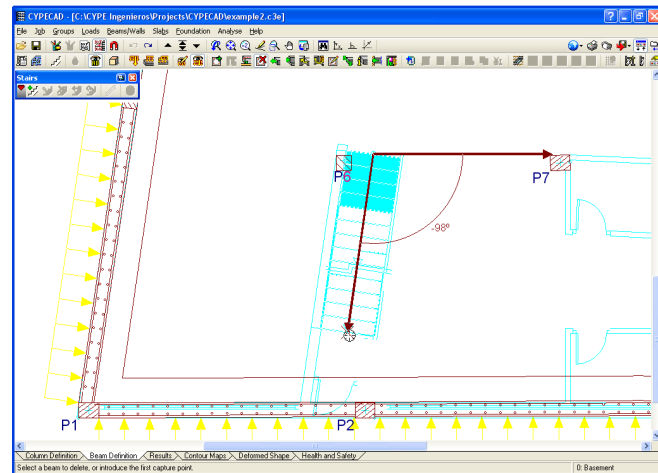 CYPECAD - [C:\CYPE Ingenieros\Projects\CYPECAD\example2.c3e]
File Job Groups Loads Beams/Walls Slabs Foundation Analyse Help
Stairs
P6
P7
-98º
P1
P2
Column Definition Beam Definition Results Contour Maps Deformed Shape Health and Safety
Select a beam to delete, or introduce the first capture point. 0: Basement